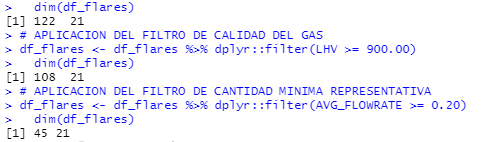 >   dim(df_flares)
[1] 122  21
> # APLICACION DEL FILTRO DE CALIDAD DEL GAS
> df_flares <- df_flares %>% dplyr::filter(LHV >= 900.00)
>   dim(df_flares)
[1] 108  21
> # APLICACION DEL FILTRO DE CANTIDAD MINIMA REPRESENTATIVA
> df_flares <- df_flares %>% dplyr::filter(AVG_FLOWRATE >= 0.20)
>   dim(df_flares)
[1] 45 21